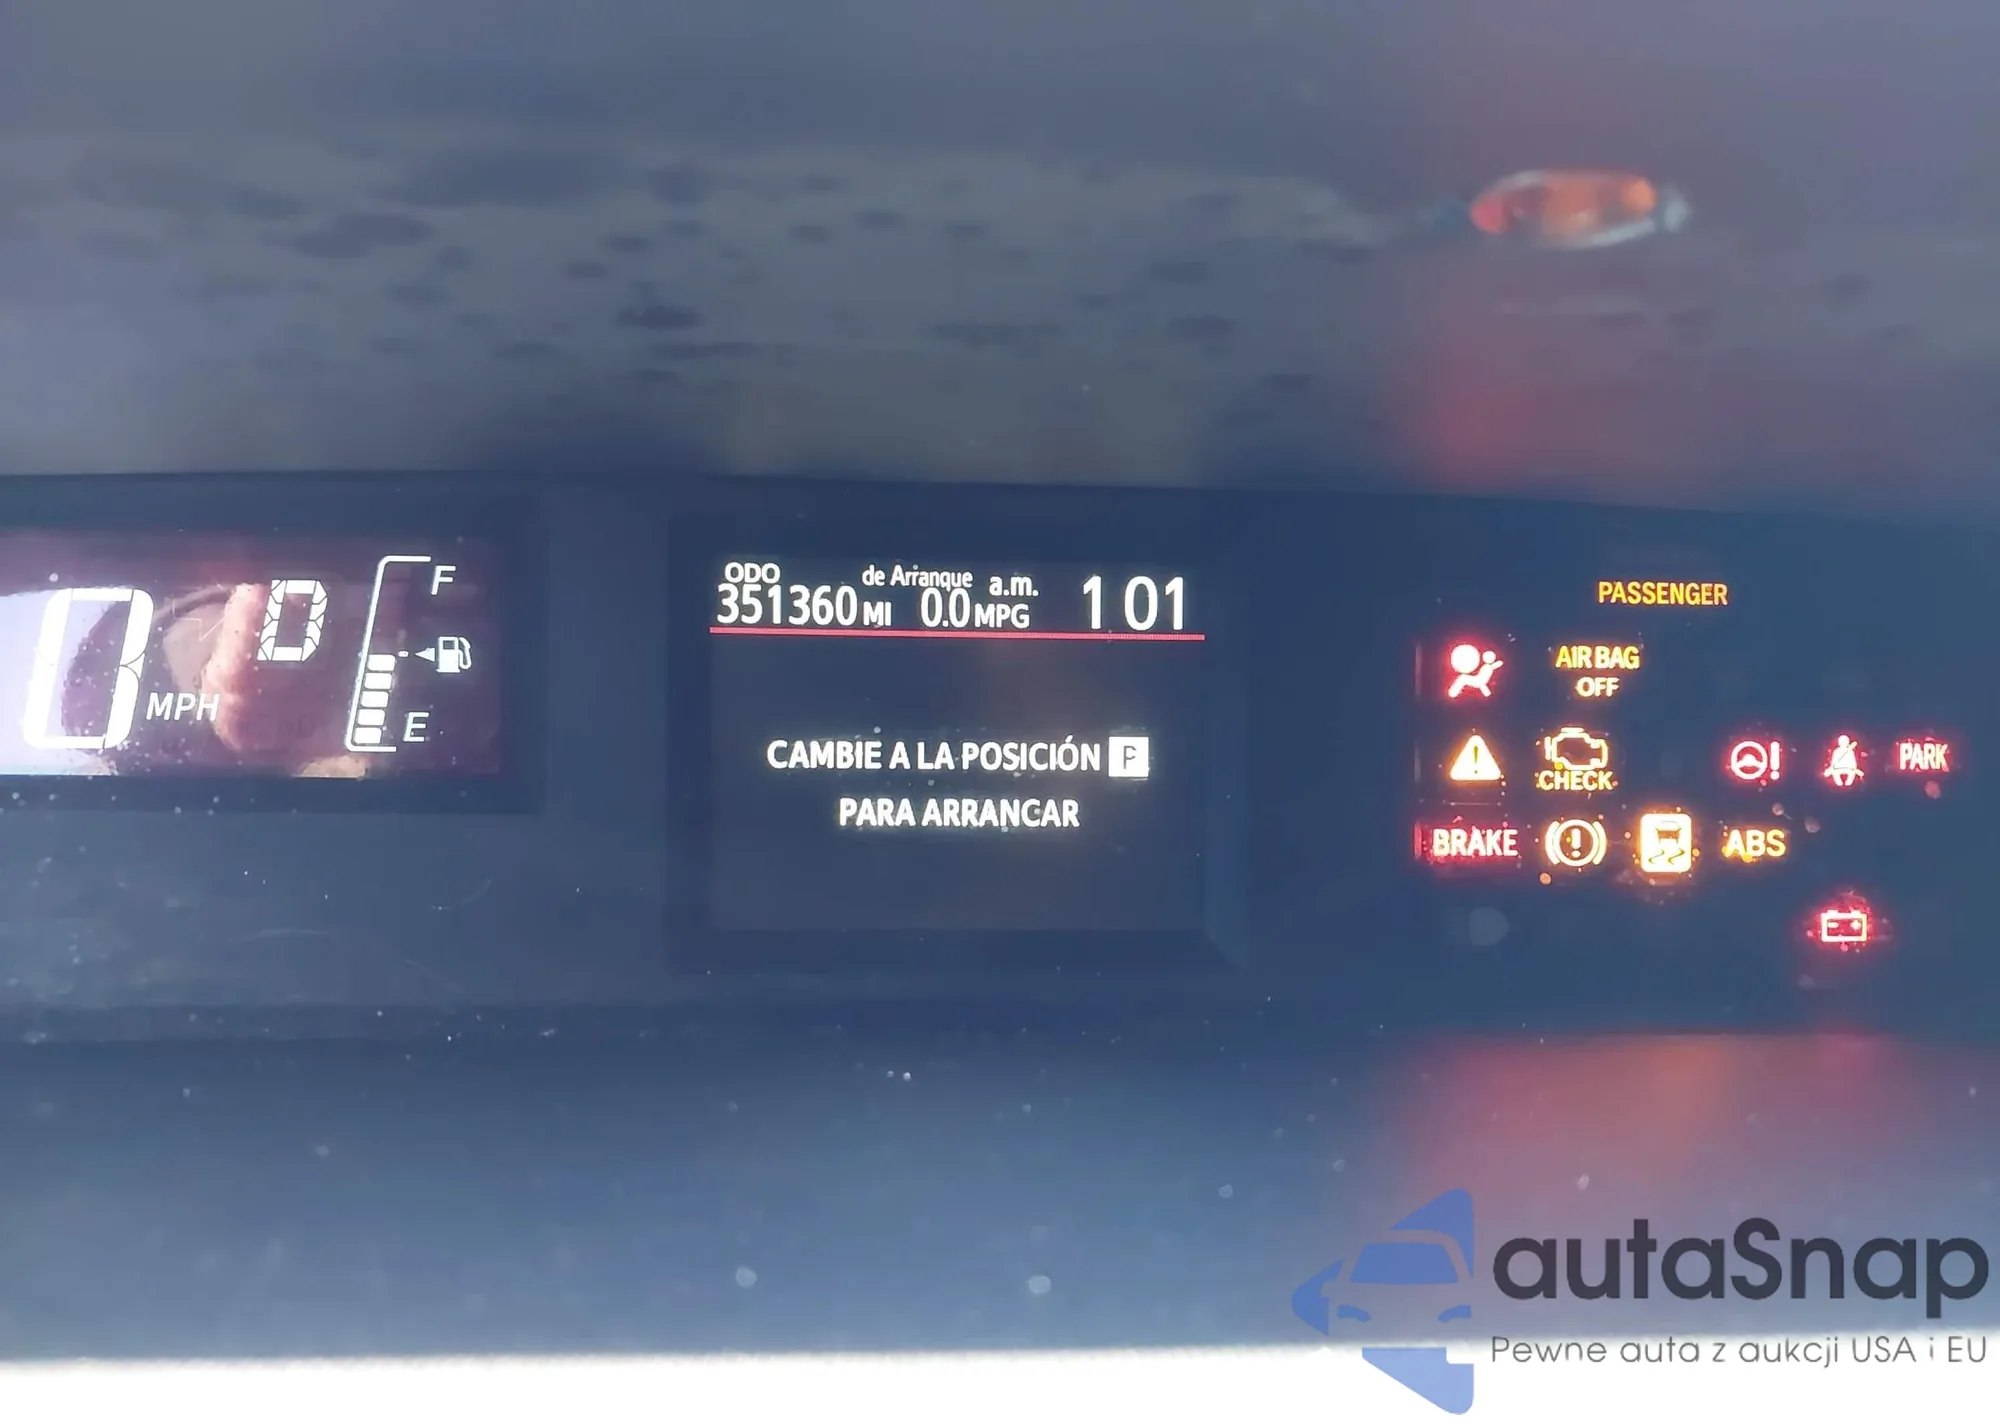 ODO de Arranque a.m. 1 01
351360 MI 0.0 MPG
0 MPH
F
E
CAMBIE A LA POSICIÓN P
PARA ARRANCAR
PASSENGER
AIR BAG
OFF
CHECK
PARK
BRAKE
ABS
autaSnap
Pewne auta z aukcji USA i EU